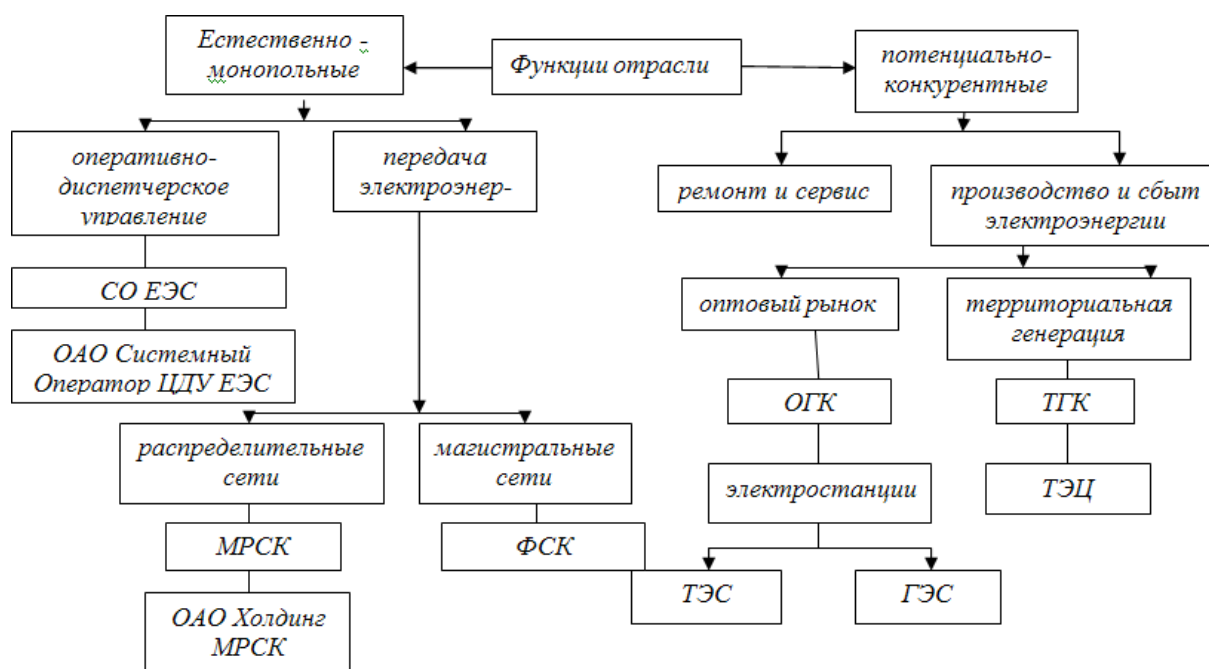 Естественно -
монопольные
Функции отрасли
потенциально-
конкурентные
оперативно-
диспетчерское
управление
передача
электроэнер-
ремонт и сервис
производство и сбыт
электроэнергии
СО ЕЭС
ОАО Системный
Оператор ЦДУ ЕЭС
оптовый рынок
территориальная
генерация
ОГК
ТГК
распределительные
сети
магистральные
сети
электростанции
ТЭЦ
МРСК
ФСК
ТЭС
ГЭС
ОАО Холдинг
МРСК